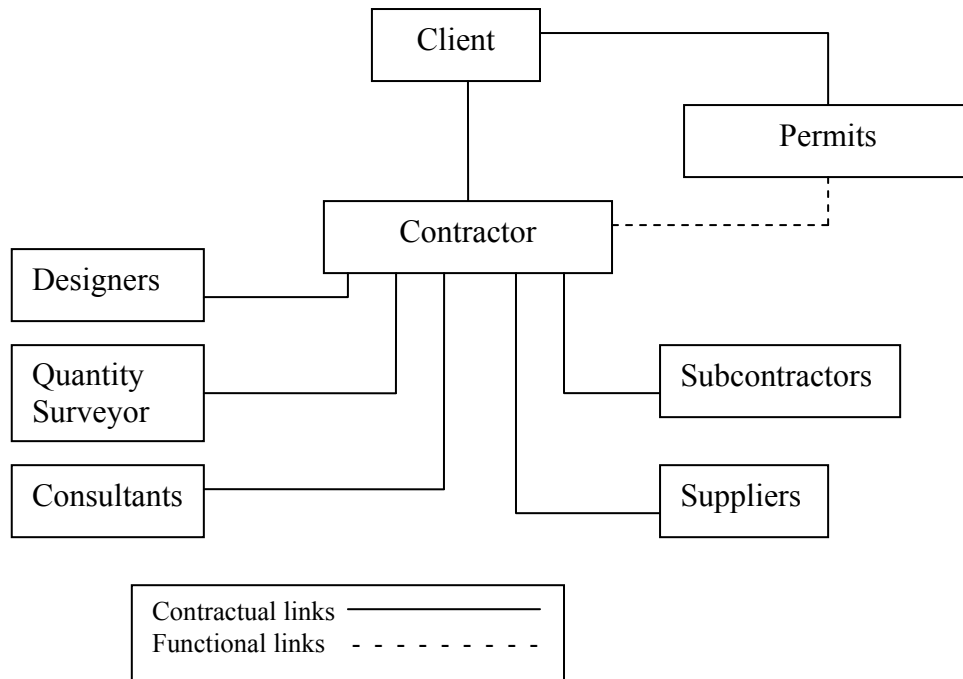 Client
Permits
Contractor
Designers
Quantity
Surveyor
Consultants
Subcontractors
Suppliers
Contractual links
Functional links